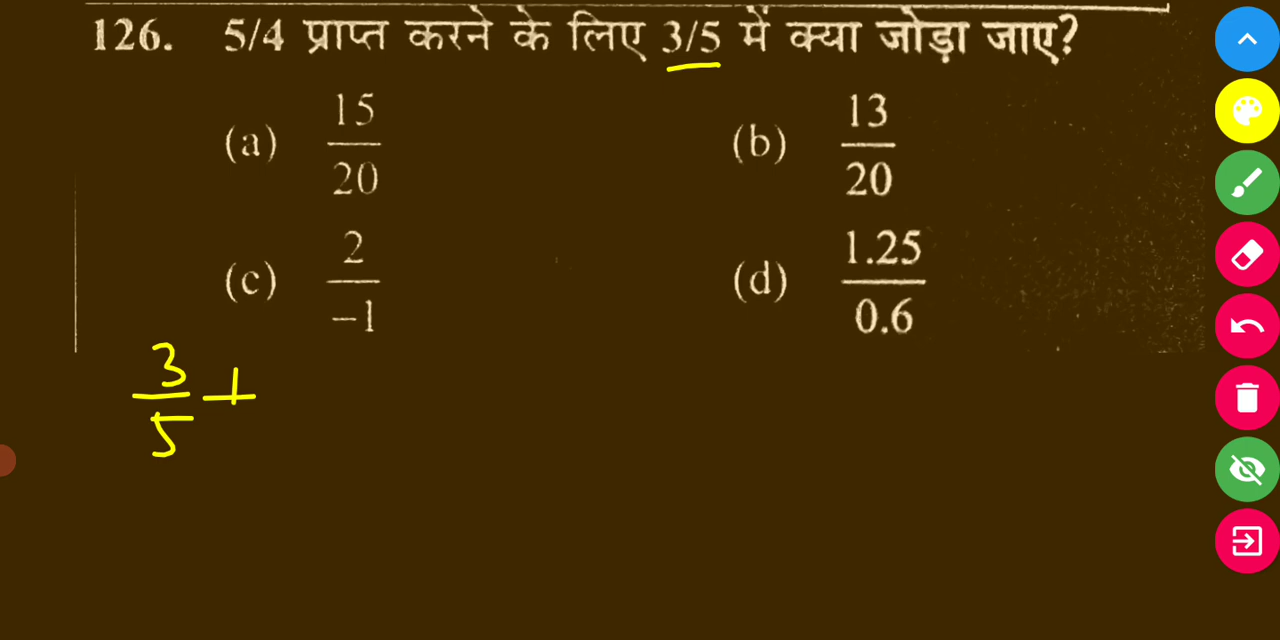 126. 5/4 प्राप्त करने के लिए 3/5 में क्या जोड़ा जाए?
(a) 15/20 (b) 13/20
(c) 2/–1 (d) 1.25/0.6
3/5 +